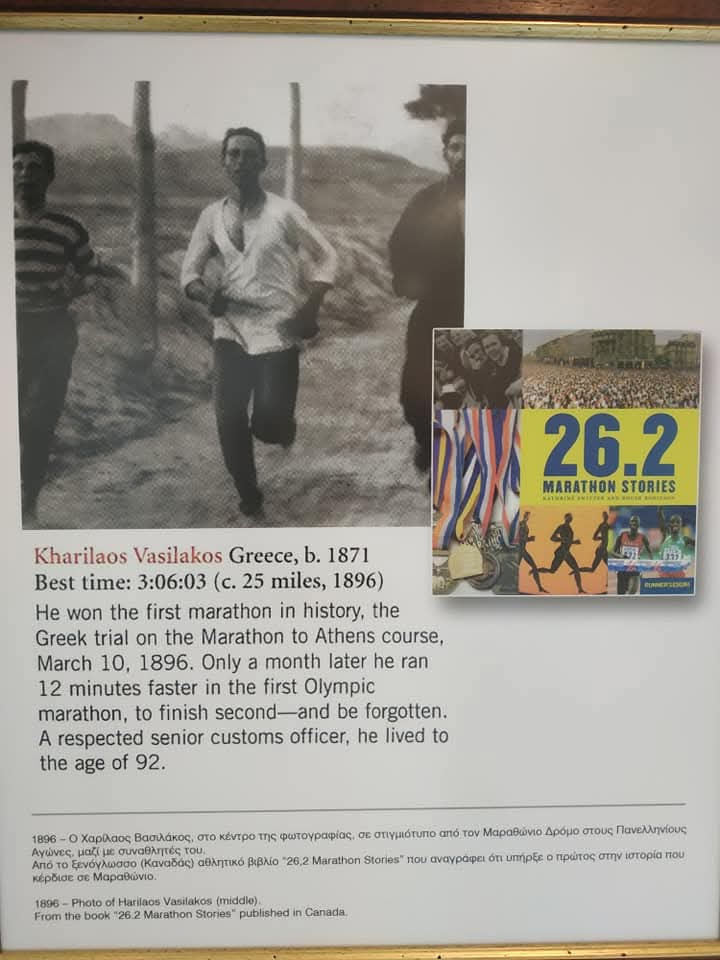 26.2
MARATHON STORIES
KATHRINE SWITZER AND ROGER ROBINSON
RUNNER'S WORLD
Kharilaos Vasilakos Greece, b. 1871
Best time: 3:06:03 (c. 25 miles, 1896)
He won the first marathon in history, the
Greek trial on the Marathon to Athens course,
March 10, 1896. Only a month later he ran
12 minutes faster in the first Olympic
marathon, to finish second—and be forgotten.
A respected senior customs officer, he lived to
the age of 92.
1896 – Ο Χαρίλαος Βασιλάκος, στο κέντρο της φωτογραφίας, σε στιγμιότυπο από τον Μαραθώνιο Δρόμο στους Πανελληνίους
Αγώνες, μαζί με συναθλητές του.
Από το ξενόγλωσσο (Καναδάς) αθλητικό βιβλίο "26,2 Marathon Stories" που αναγράφει ότι υπήρξε ο πρώτος στην ιστορία που
κέρδισε σε Μαραθώνιο.
1896 – Photo of Harilaos Vasilakos (middle).
From the book "26.2 Marathon Stories" published in Canada.